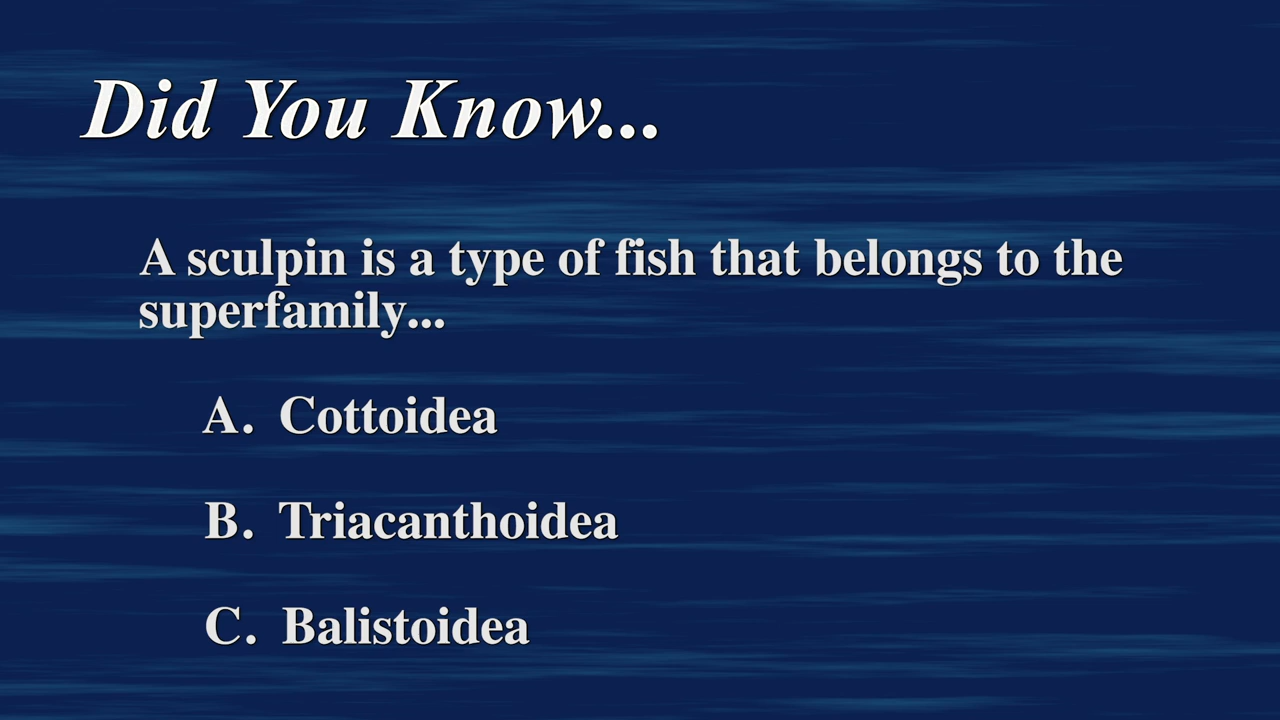 Did You Know...
A sculpin is a type of fish that belongs to the
superfamily...
A. Cottoidea
B. Triacanthoidea
C. Balistoidea